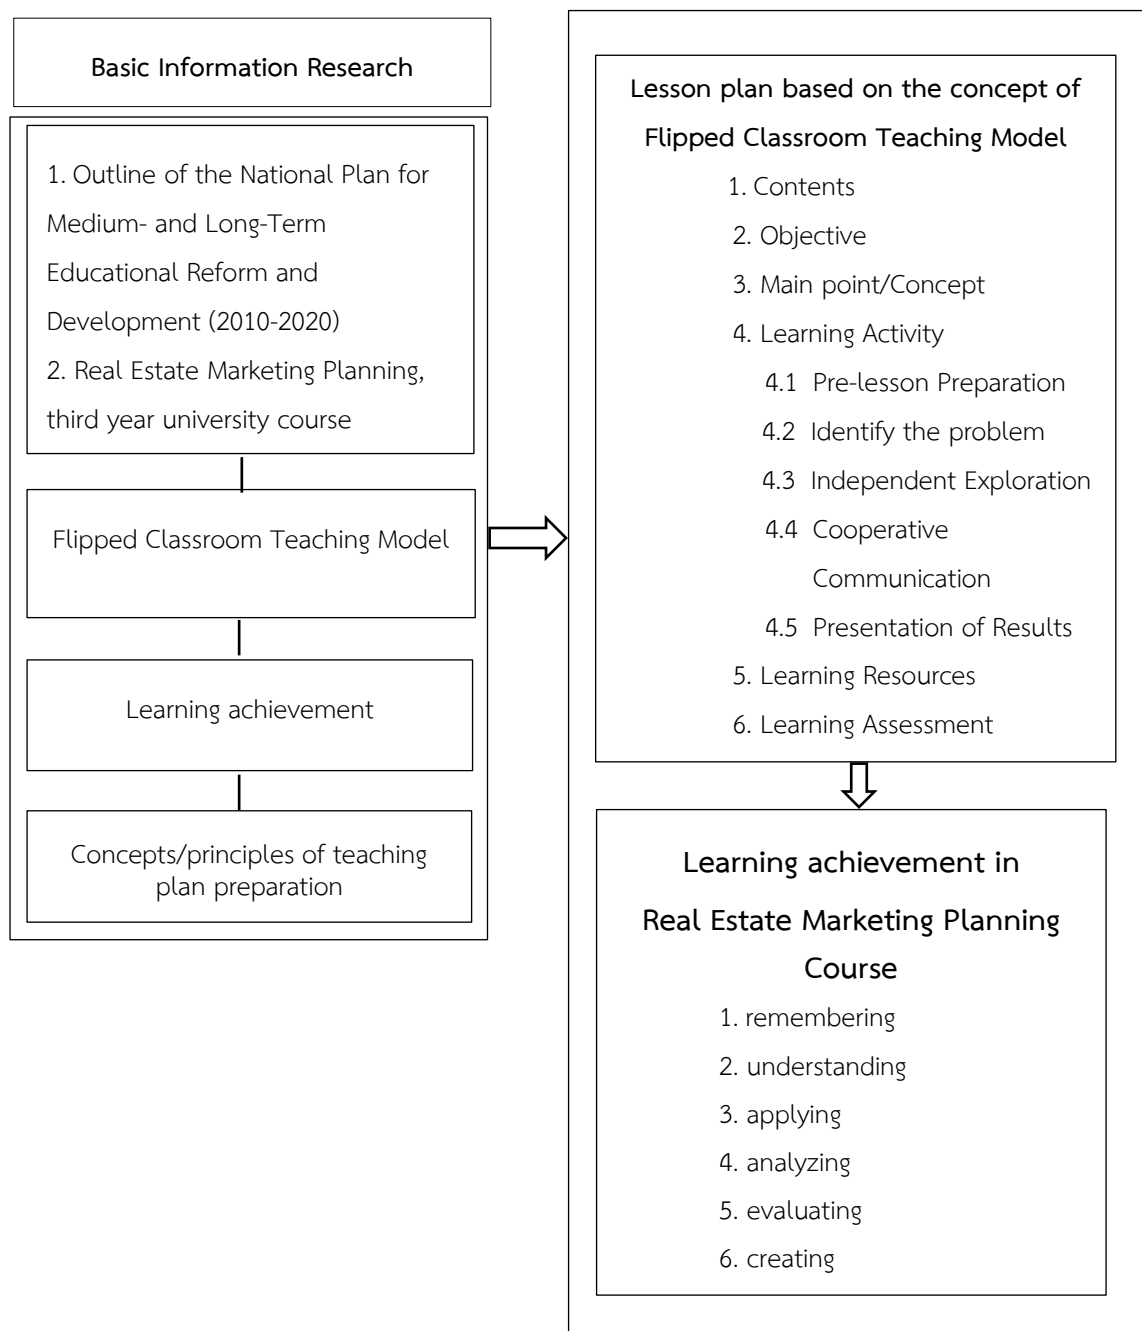 Basic Information Research
1. Outline of the National Plan for
Medium- and Long-Term
Educational Reform and
Development (2010-2020)
2. Real Estate Marketing Planning,
third year university course
Flipped Classroom Teaching Model
Learning achievement
Concepts/principles of teaching
plan preparation
Lesson plan based on the concept of
Flipped Classroom Teaching Model
1. Contents
2. Objective
3. Main point/Concept
4. Learning Activity
4.1 Pre-lesson Preparation
4.2 Identify the problem
4.3 Independent Exploration
4.4 Cooperative
Communication
4.5 Presentation of Results
5. Learning Resources
6. Learning Assessment
Learning achievement in
Real Estate Marketing Planning
Course
1. remembering
2. understanding
3. applying
4. analyzing
5. evaluating
6. creating